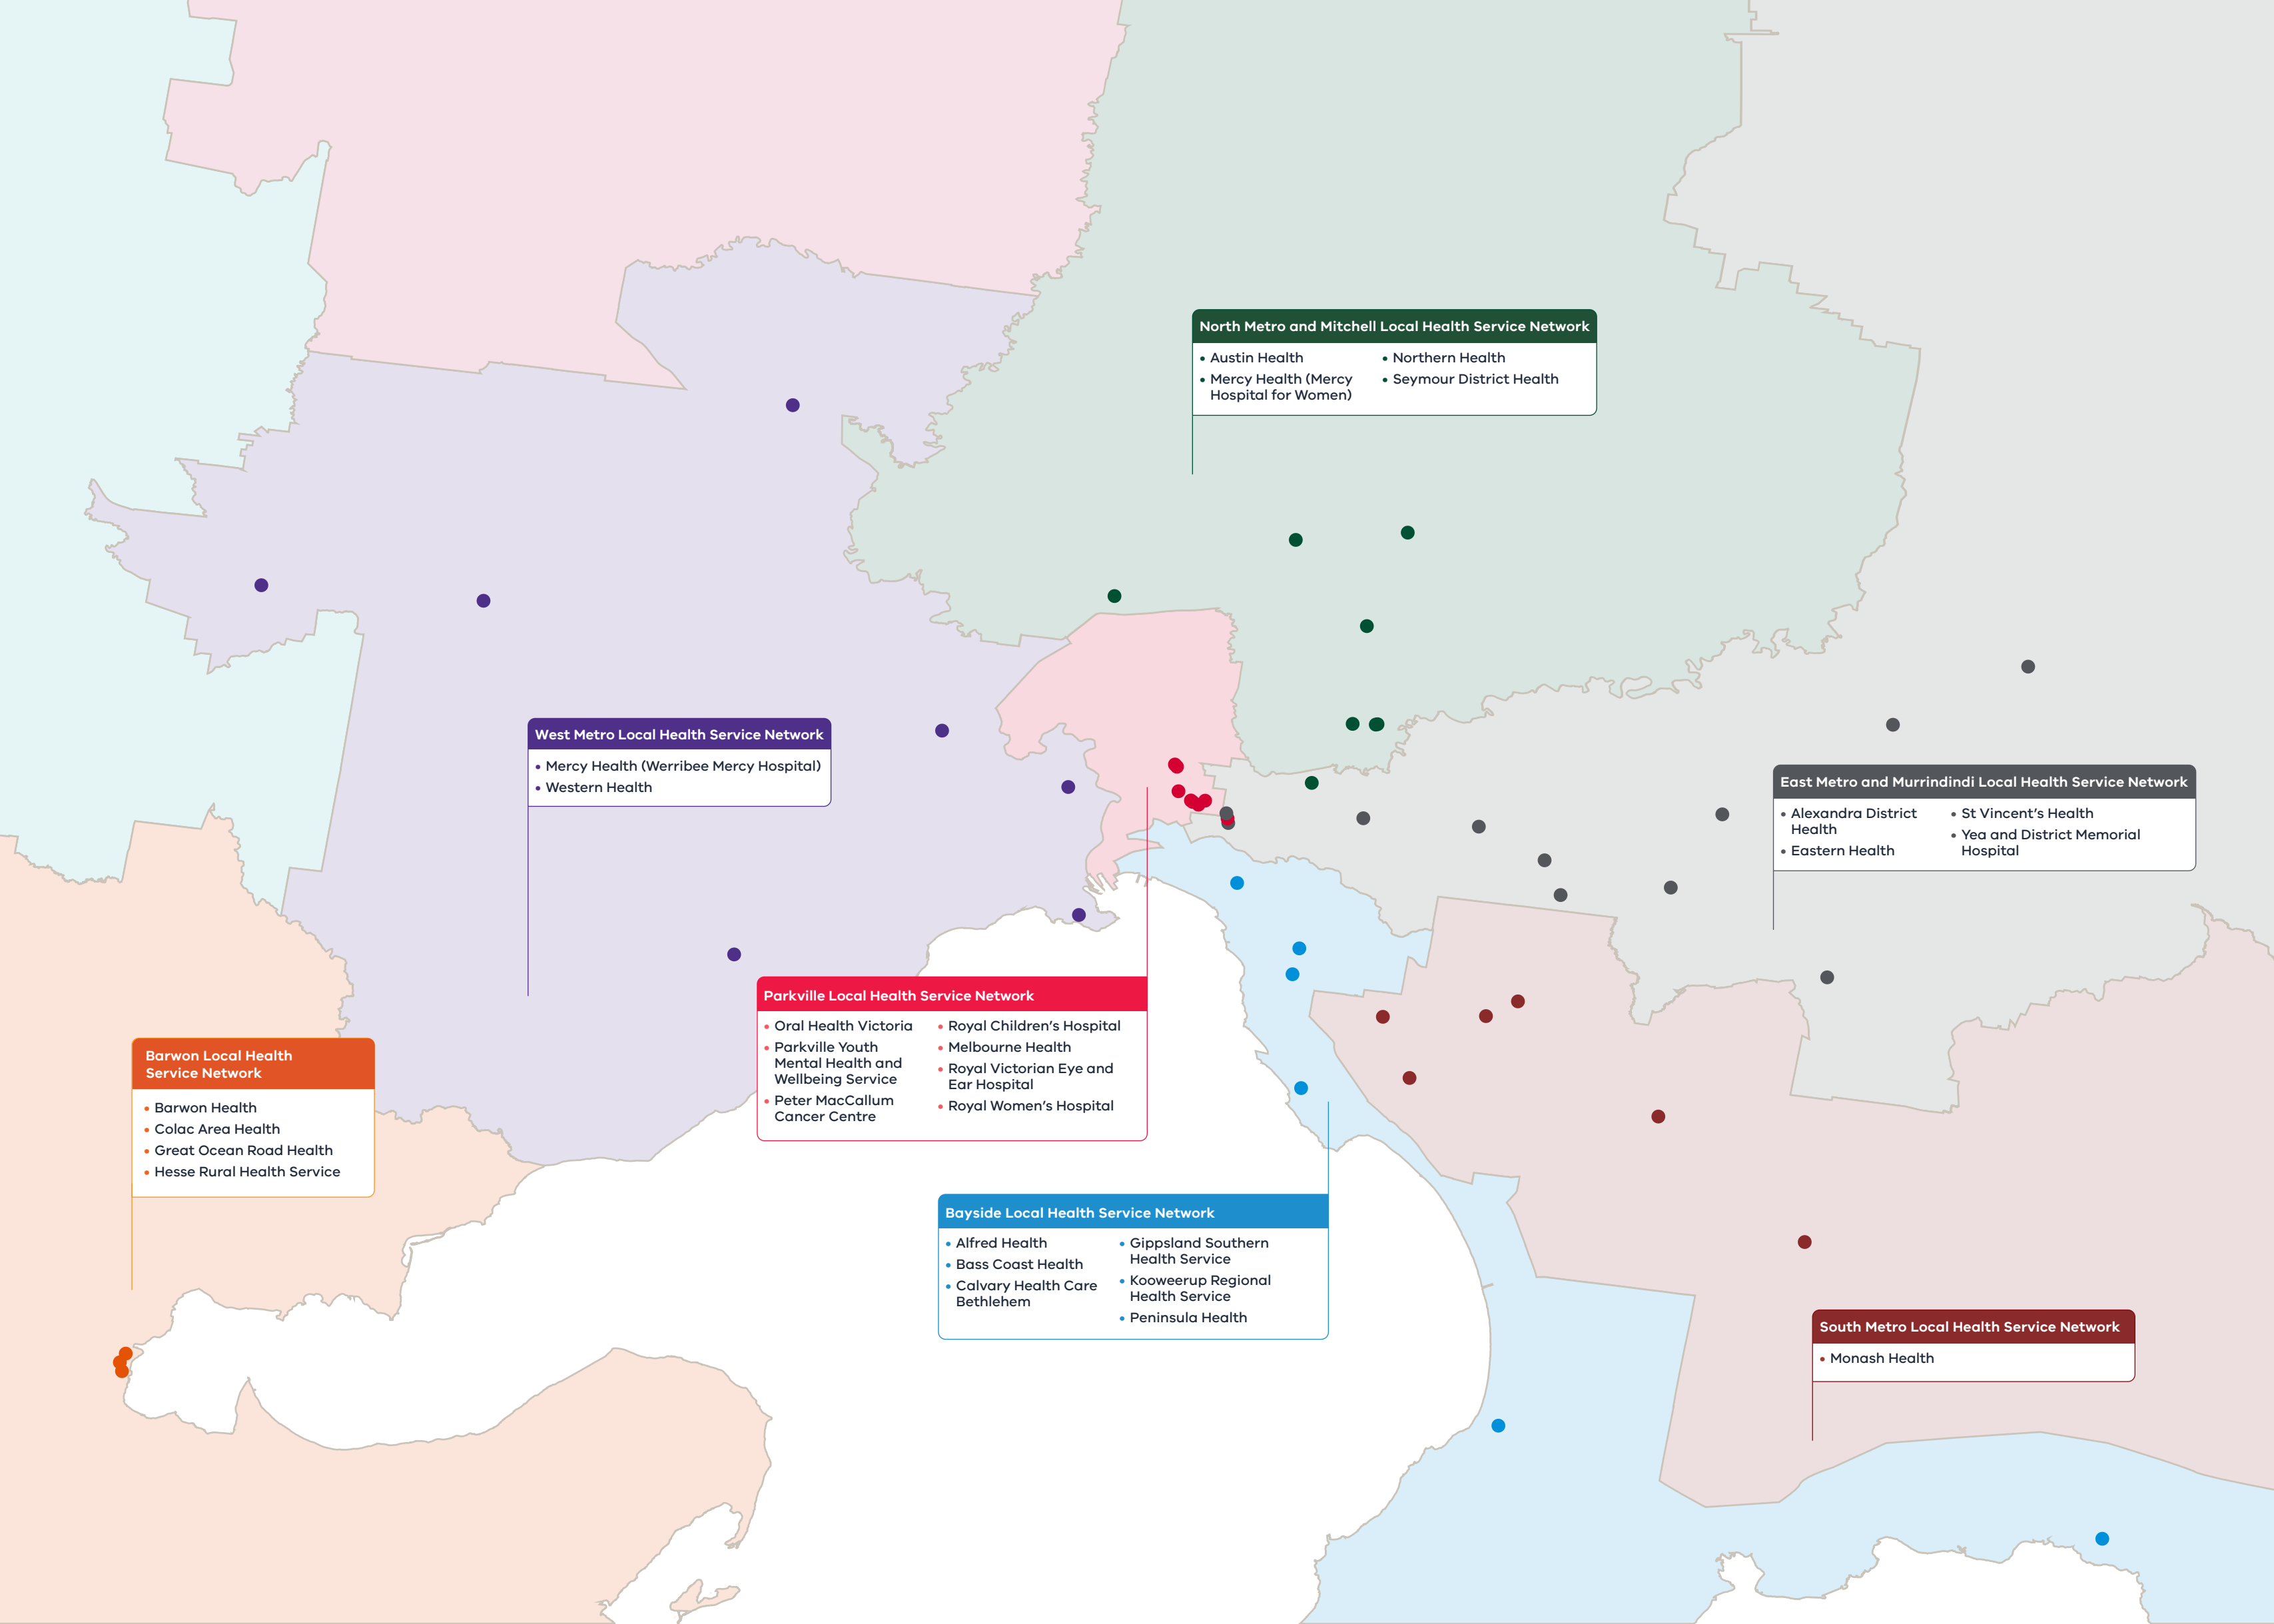 North Metro and Mitchell Local Health Service Network
• Austin Health
• Mercy Health (Mercy
Hospital for Women)
• Northern Health
• Seymour District Health
West Metro Local Health Service Network
• Mercy Health (Werribee Mercy Hospital)
• Western Health
East Metro and Murrindindi Local Health Service Network
• Alexandra District
Health
• Eastern Health
• St Vincent’s Health
• Yea and District Memorial
Hospital
Parkville Local Health Service Network
• Oral Health Victoria
• Parkville Youth
Mental Health and
Wellbeing Service
• Peter MacCallum
Cancer Centre
• Royal Children’s Hospital
• Melbourne Health
• Royal Victorian Eye and
Ear Hospital
• Royal Women’s Hospital
Barwon Local Health
Service Network
• Barwon Health
• Colac Area Health
• Great Ocean Road Health
• Hesse Rural Health Service
Bayside Local Health Service Network
• Alfred Health
• Bass Coast Health
• Calvary Health Care
Bethlehem
• Gippsland Southern
Health Service
• Kooweerup Regional
Health Service
• Peninsula Health
South Metro Local Health Service Network
• Monash Health